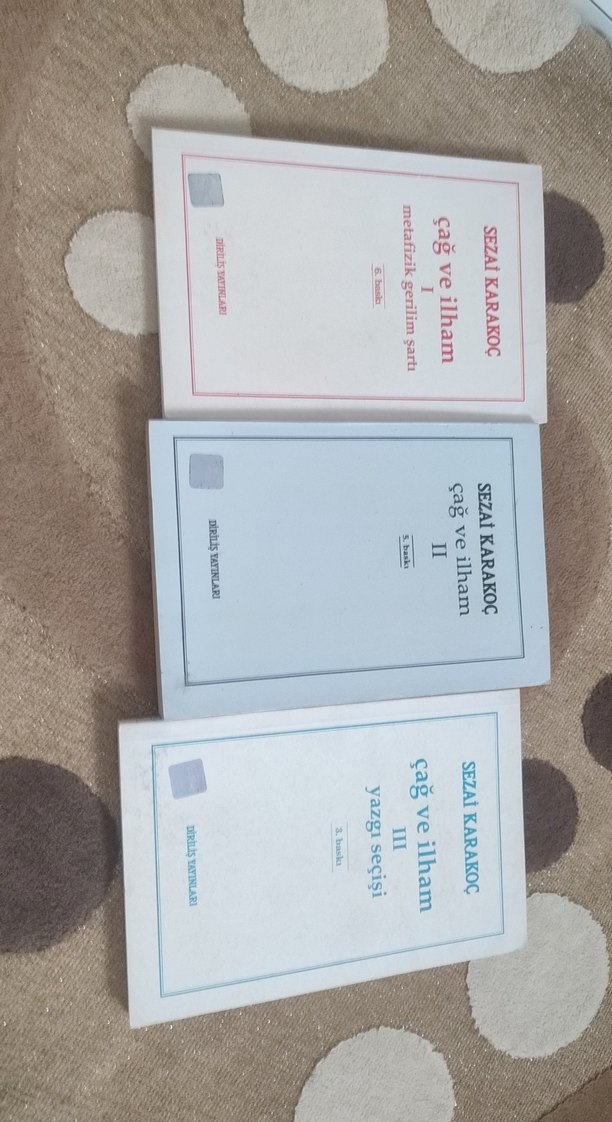 SEZAİ KARAKOÇ
çağ ve ilham
I
metafizik gerilim şartı
6. baskı
DİRİLİŞ YAYINLARI
SEZAİ KARAKOÇ
çağ ve ilham
II
5. baskı
DİRİLİŞ YAYINLARI
SEZAİ KARAKOÇ
çağ ve ilham
III
yazgı seçişi
3. baskı
DİRİLİŞ YAYINLARI